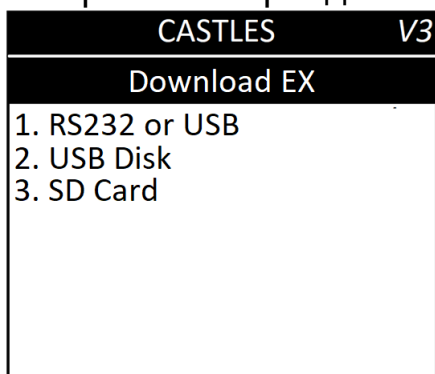 CASTLES V3
Download EX
1. RS232 or USB
2. USB Disk
3. SD Card